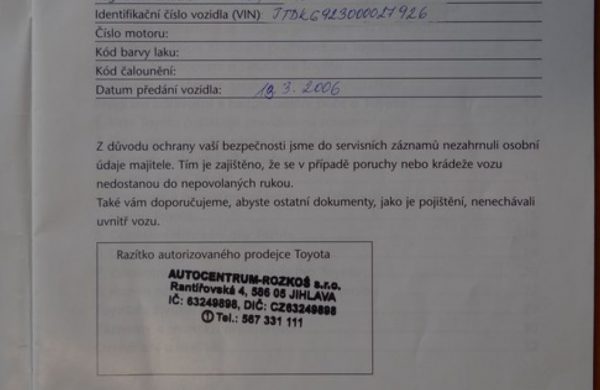 Identifikační číslo vozidla (VIN): JTDKG923000027926
Číslo motoru:
Kód barvy laku:
Kód čalounění:
Datum předání vozidla: 13.3.2006
Z důvodu ochrany vaší bezpečnosti jsme do servisních záznamů nezahrnuli osobní
údaje majitele. Tím je zajištěno, že se v případě poruchy nebo krádeže vozu
nedostanou do nepovolaných rukou.
Také vám doporučujeme, abyste ostatní dokumenty, jako je pojištění, nenechávali
uvnitř vozu.
Razítko autorizovaného prodejce Toyota
AUTOCENTRUM-ROZKOŠ s.r.o.
Rantířovská 4, 586 05 JIHLAVA
IČ: 63249898, DIČ: CZ63249898
① Tel.: 567 331 111